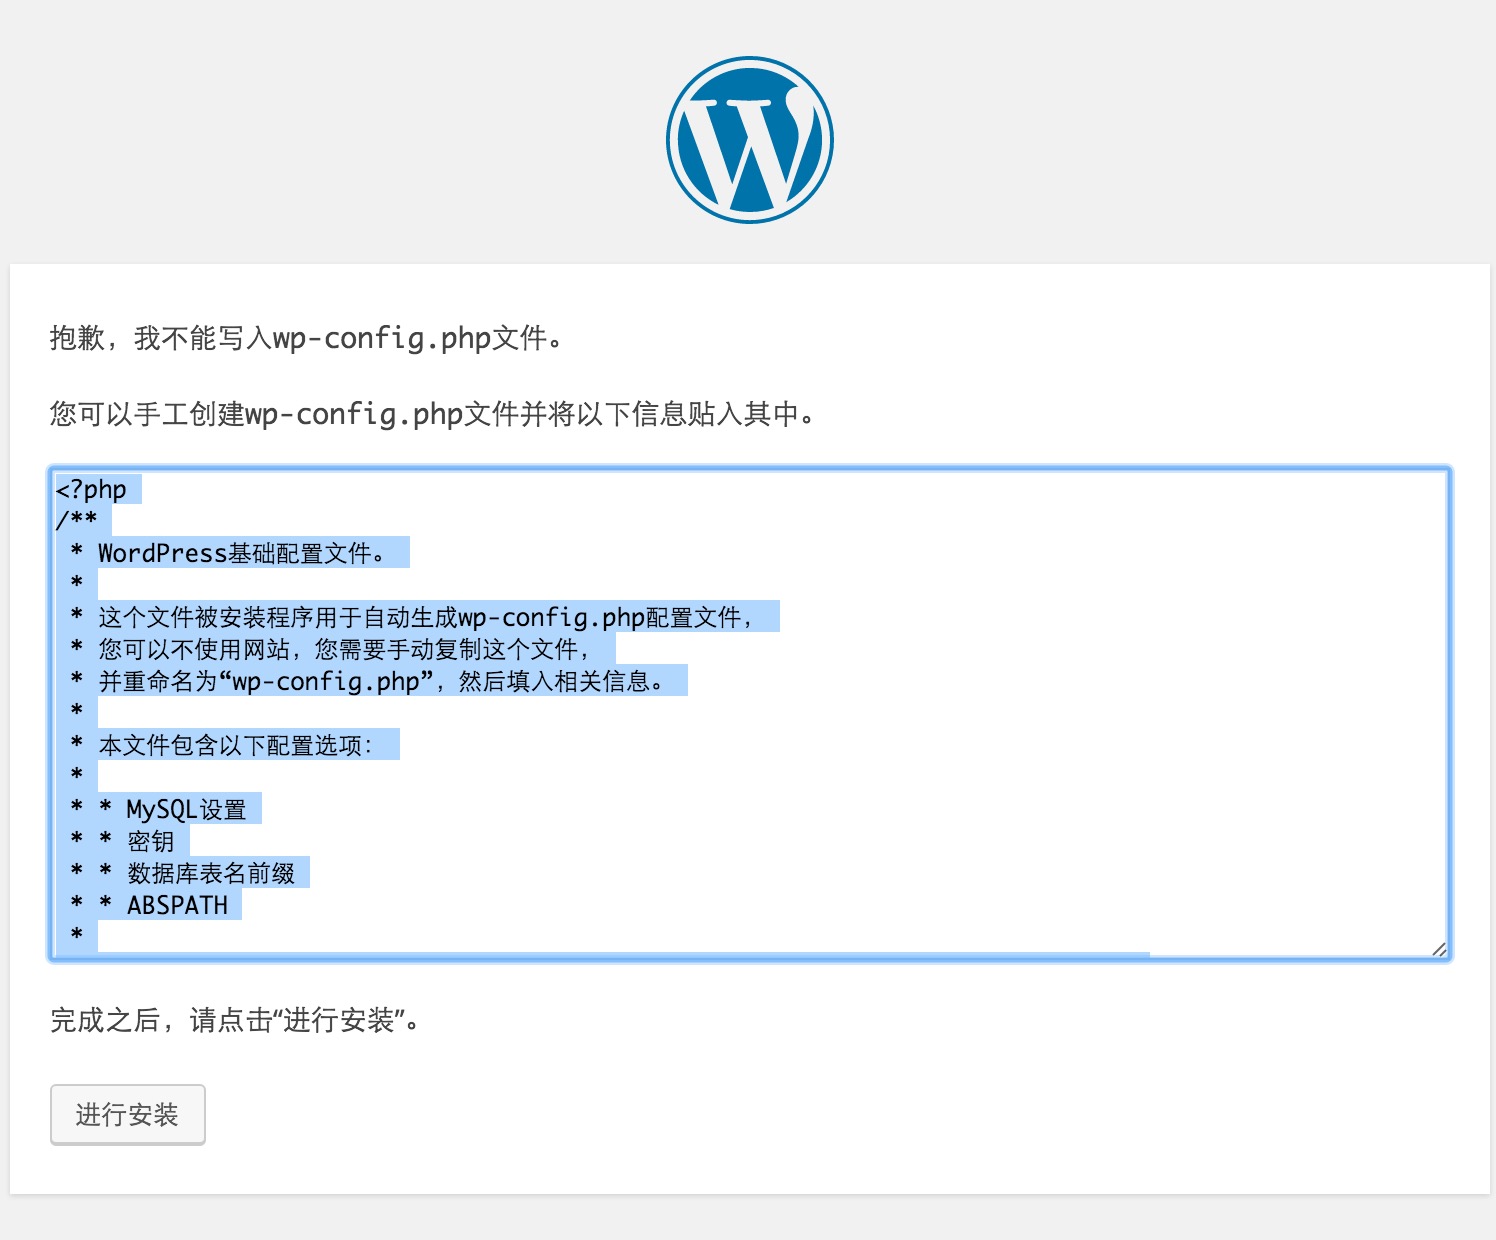 抱歉，我不能写入wp-config.php文件。
您可以手工创建wp-config.php文件并将以下信息贴入其中。
<?php
/**
 * WordPress基础配置文件。
 *
 * 这个文件被安装程序用于自动生成wp-config.php配置文件，
 * 您可以不使用网站，您需要手动复制这个文件，
 * 并重命名为“wp-config.php”，然后填入相关信息。
 *
 * 本文件包含以下配置选项：
 *
 * * MySQL设置
 * * 密钥
 * * 数据库表名前缀
 * * ABSPATH
 *
完成之后，请点击“进行安装”。
进行安装